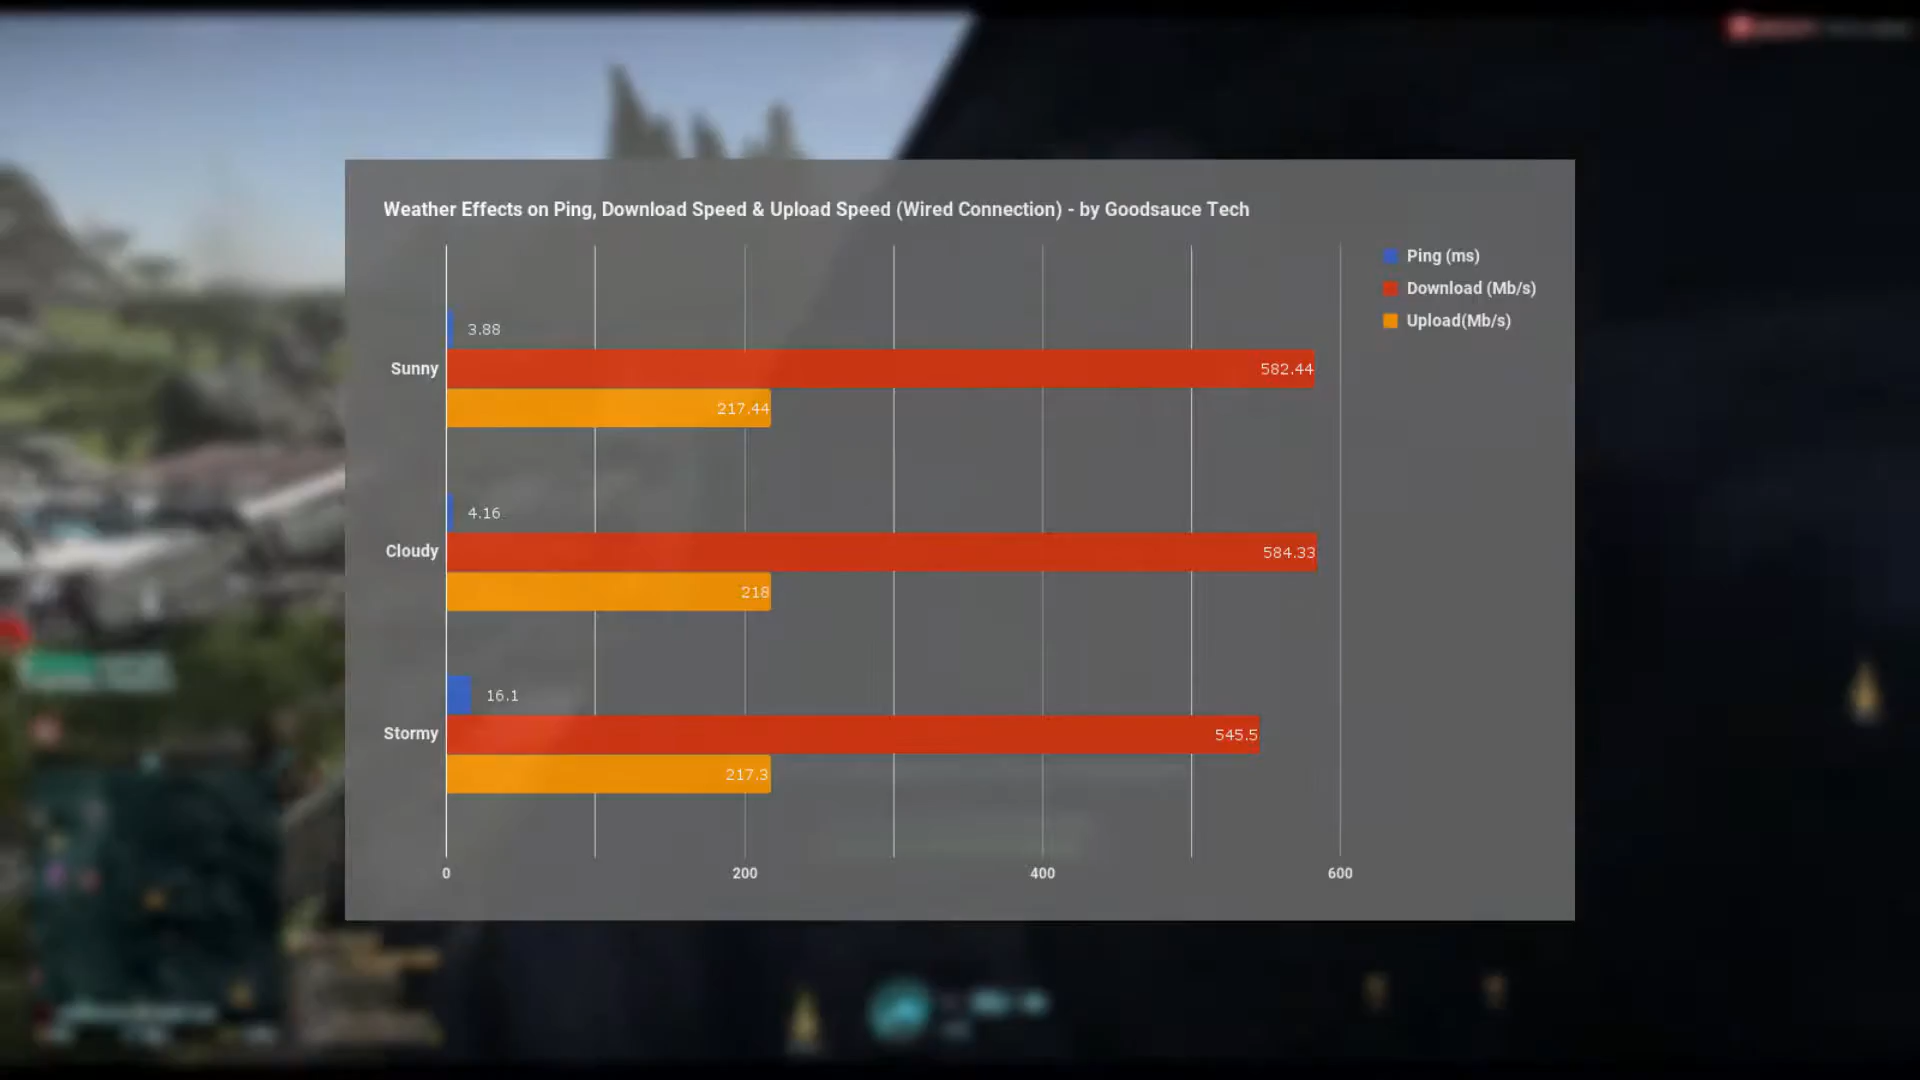 Weather Effects on Ping, Download Speed & Upload Speed (Wired Connection) - by Goodsauce Tech
Ping (ms)
Download (Mb/s)
Upload(Mb/s)
3.88
Sunny
582.44
217.44
4.16
Cloudy
584.33
218
16.1
Stormy
545.5
217.3
0
200
400
600